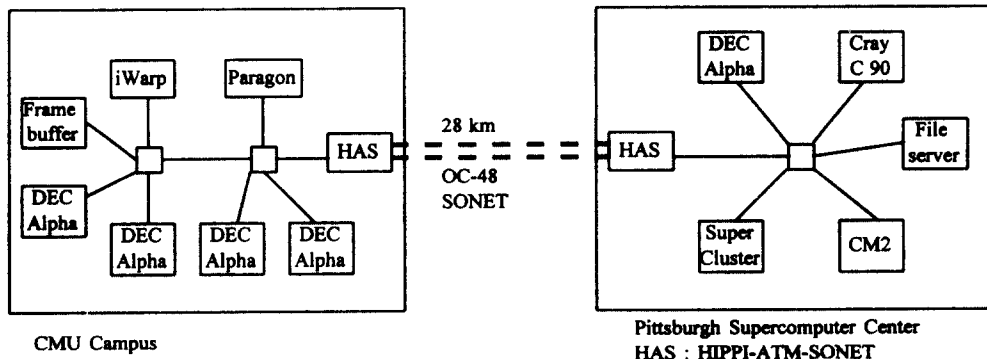 iWarp
Paragon
Frame
buffer
HAS
DEC
Alpha
DEC
Alpha
DEC
Alpha
DEC
Alpha
CMU Campus
28 km
OC-48
SONET
DEC
Alpha
Cray
C 90
HAS
File
server
Super
Cluster
CM2
Pittsburgh Supercomputer Center
HAS : HIPPI-ATM-SONET